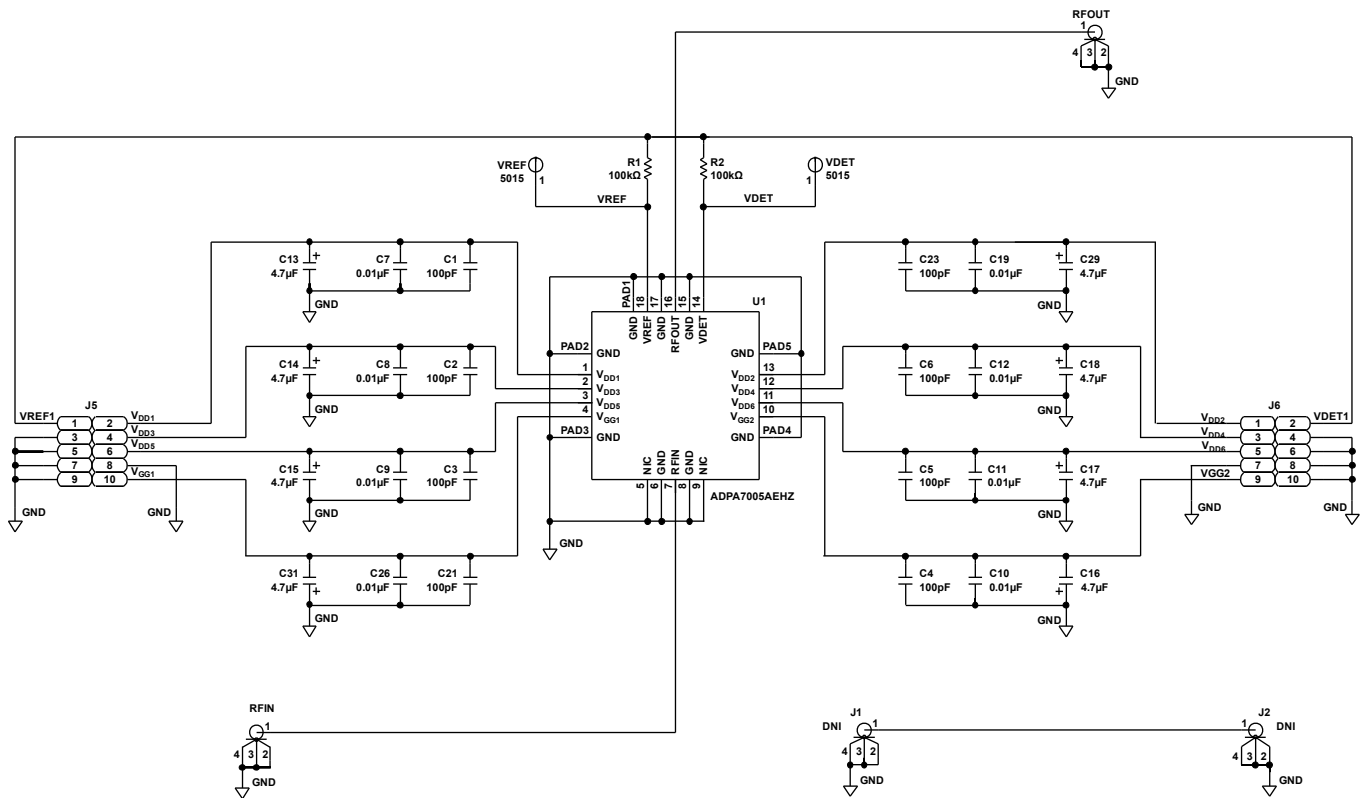 RFOUT
1
4 3 2
GND
VREF
5015
1
R1
100kΩ
R2
100kΩ
VDET
5015
1
VREF
VDET
C13
4.7µF
+
C7
0.01µF
C1
100pF
GND
C23
100pF
C19
0.01µF
C29
4.7µF
+
GND
PAD1
18
17
16
15
14
U1
GND
VREF
GND
RFOUT
GND
VDET
PAD2
GND
PAD5
GND
1
VDD1
2
VDD3
3
VDD5
4
VGG1
PAD3
GND
13
VDD2
12
VDD4
11
VDD6
10
VGG2
PAD4
GND
NIC
GND
RFIN
GND
NIC
5
6
7
8
9
ADPA7005AEHZ
GND
C14
4.7µF
+
C8
0.01µF
C2
100pF
GND
C6
100pF
C12
0.01µF
C18
4.7µF
+
GND
J5
VREF1
1 2
VDD1
3 4
VDD3
5 6
VDD5
7 8
9 10
VGG1
GND
GND
J6
VDD2
1 2
VDET1
VDD4
3 4
VDD6
5 6
7 8
VGG2
9 10
GND
GND
C15
4.7µF
+
C9
0.01µF
C3
100pF
GND
C5
100pF
C11
0.01µF
C17
4.7µF
+
GND
C31
4.7µF
+
C26
0.01µF
C21
100pF
GND
C4
100pF
C10
0.01µF
C16
4.7µF
+
GND
RFIN
1
4 3 2
GND
J1
DNI
1
4 3 2
GND
J2
1
DNI
4 3 2
GND